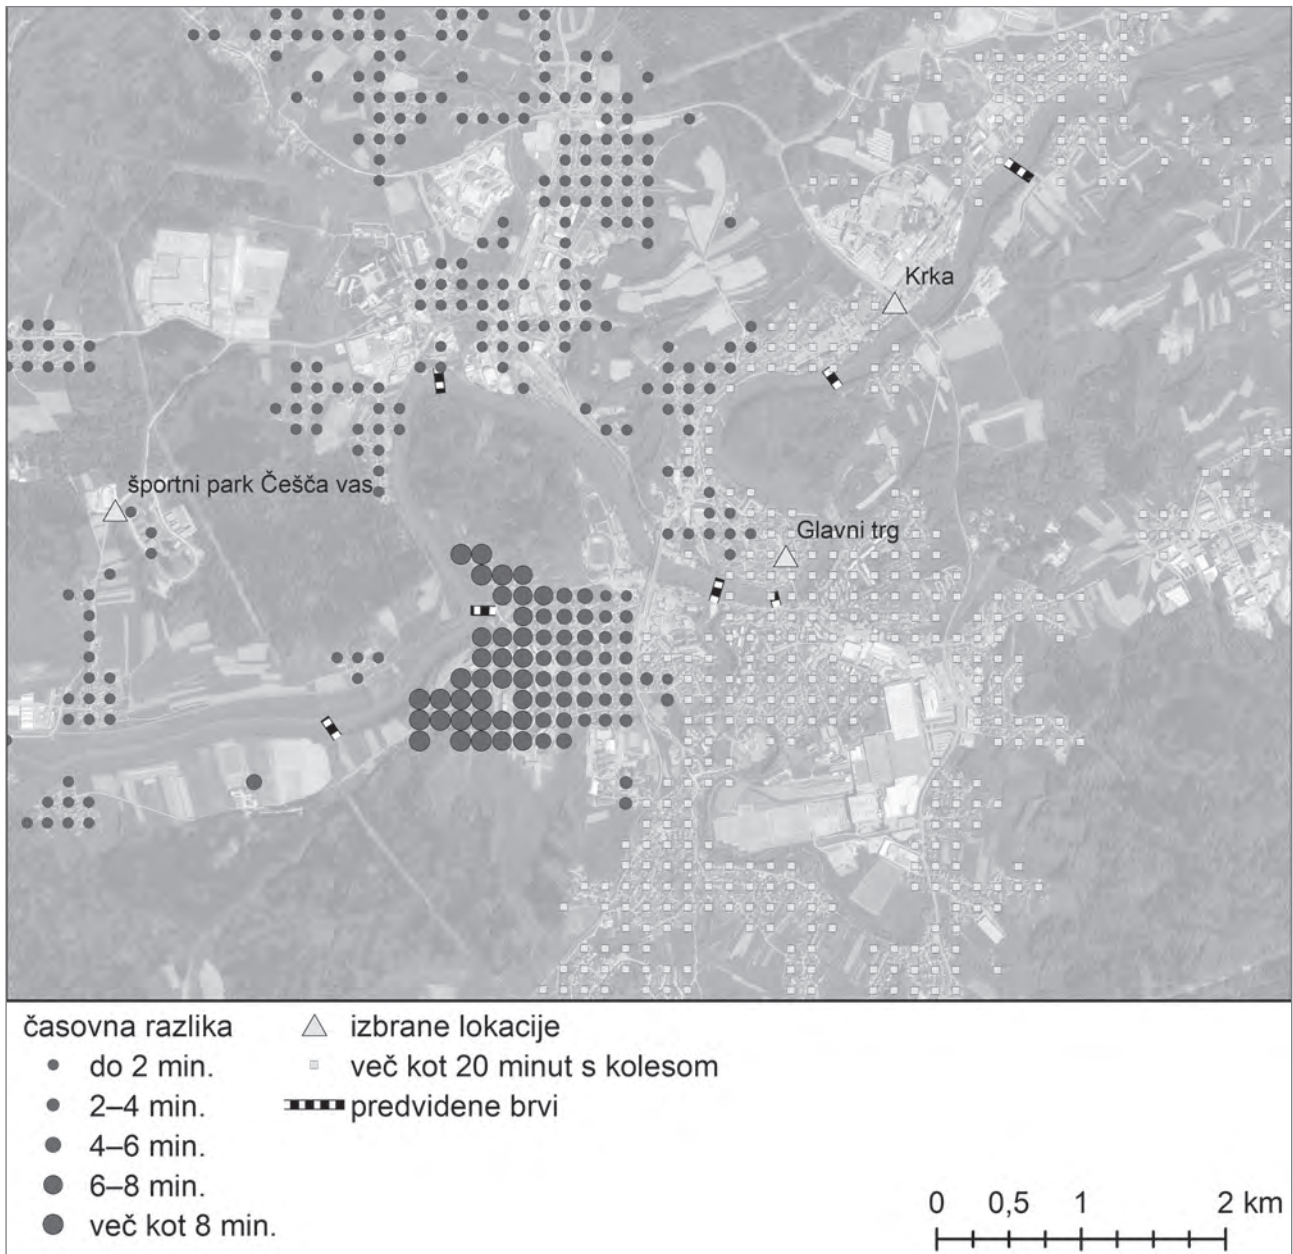 Krka
športni park Češča vas
Glavni trg
časovna razlika
do 2 min.
2–4 min.
4–6 min.
6–8 min.
več kot 8 min.
izbrane lokacije
več kot 20 minut s kolesom
predvidene brvi
0 0,5 1 2 km